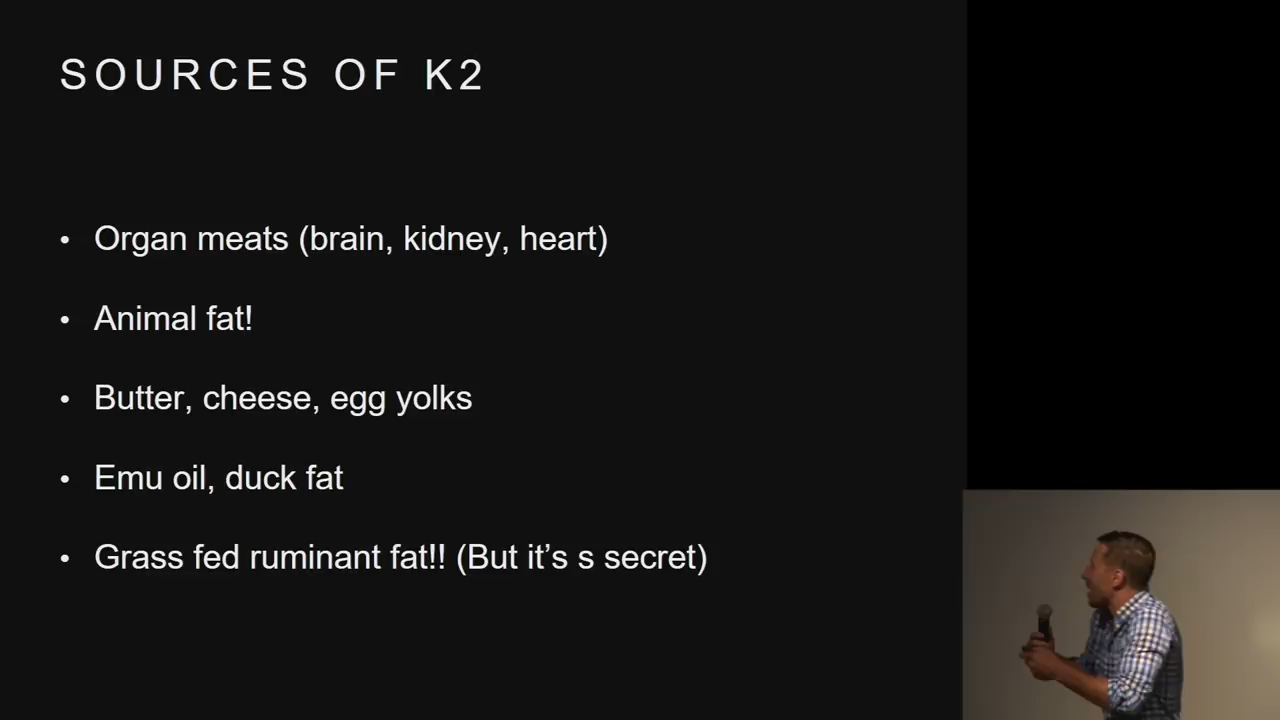 SOURCES OF K2
• Organ meats (brain, kidney, heart)
• Animal fat!
• Butter, cheese, egg yolks
• Emu oil, duck fat
• Grass fed ruminant fat!! (But it’s s secret)